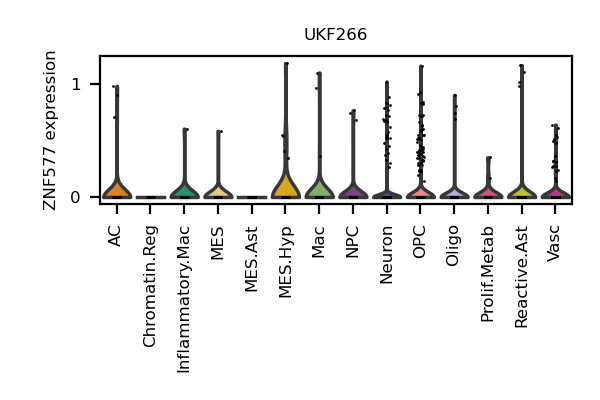 UKF266
ZNF577 expression
1
0
AC
Chromatin.Reg
Inflammatory.Mac
MES
MES.Ast
MES.Hyp
Mac
NPC
Neuron
OPC
Oligo
Prolif.Metab
Reactive.Ast
Vasc